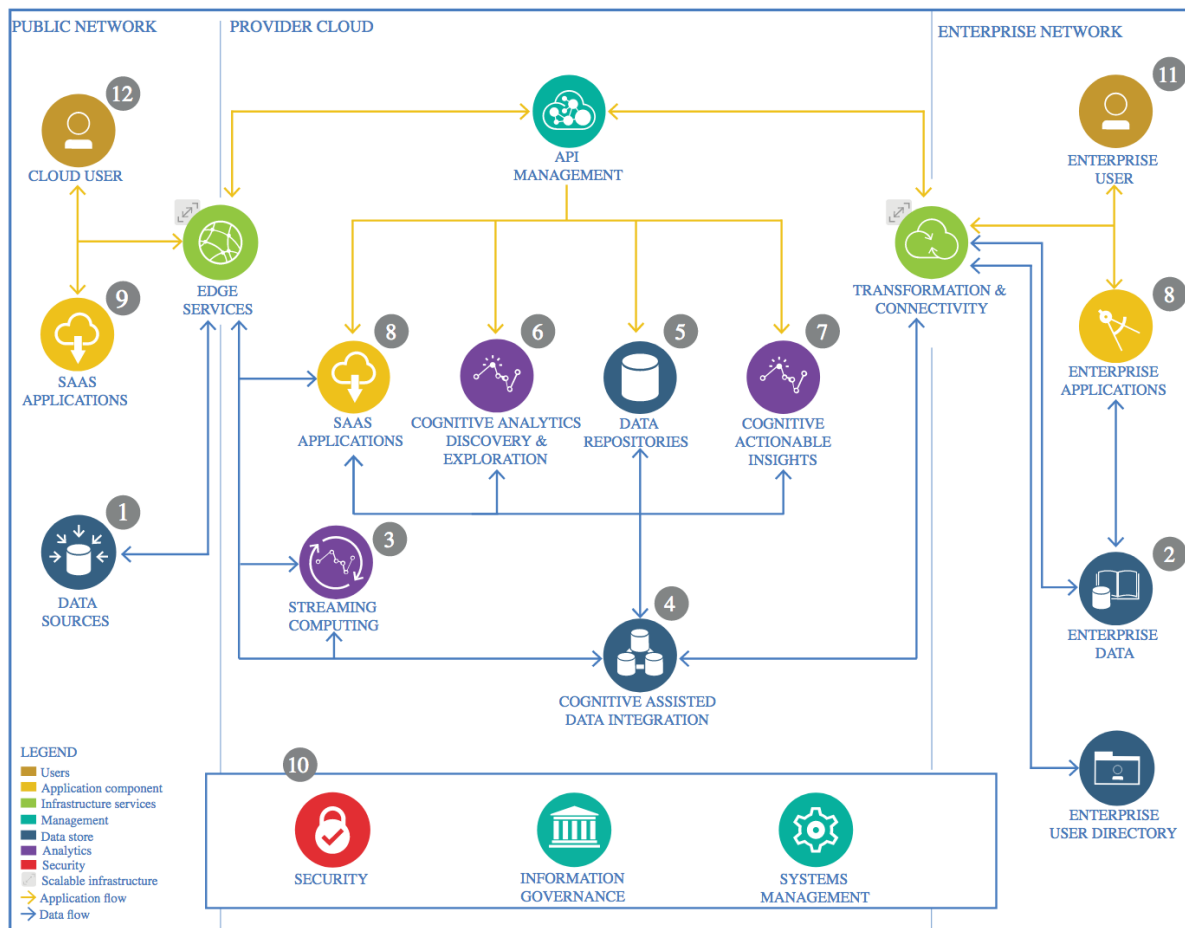 PUBLIC NETWORK
PROVIDER CLOUD
ENTERPRISE NETWORK
12
CLOUD USER
API
MANAGEMENT
11
ENTERPRISE
USER
EDGE
SERVICES
TRANSFORMATION &
CONNECTIVITY
9
SAAS
APPLICATIONS
8
SAAS
APPLICATIONS
6
COGNITIVE ANALYTICS
DISCOVERY &
EXPLORATION
5
DATA
REPOSITORIES
7
COGNITIVE
ACTIONABLE
INSIGHTS
8
ENTERPRISE
APPLICATIONS
1
DATA
SOURCES
3
STREAMING
COMPUTING
4
COGNITIVE ASSISTED
DATA INTEGRATION
2
ENTERPRISE
DATA
ENTERPRISE
USER DIRECTORY
LEGEND
Users
Application component
Infrastructure services
Management
Data store
Analytics
Security
Scalable infrastructure
Application flow
Data flow
10
SECURITY
INFORMATION
GOVERNANCE
SYSTEMS
MANAGEMENT